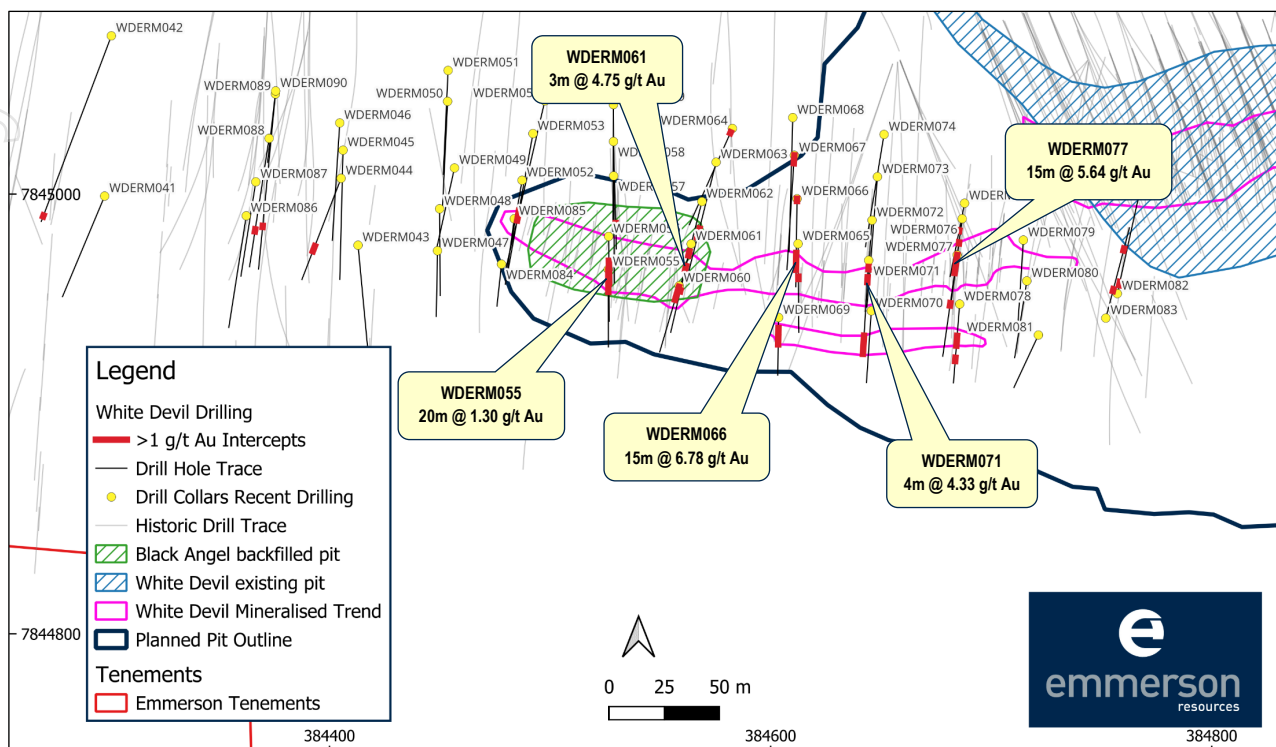 WDERM042
WDERM051
WDERM061
3m @ 4.75 g/t Au
WDERM089
WDERM090
WDERM050
WDERM068
WDERM064
WDERM046
WDERM088
WDERM053
WDERM074
WDERM045
WDERM058
WDERM067
WDERM077
15m @ 5.64 g/t Au
WDERM049
WDERM063
WDERM044
WDERM052
WDERM073
7845000
WDERM041
WDERM087
WDERM062
WDERM066
WDERM048
WDERM085
WDERM072
WDERM086
WDERM076
WDERM079
WDERM043
WDERM047
WDERM061
WDERM065
WDERM077
WDERM055
WDERM071
WDERM084
WDERM060
WDERM080
WDERM082
WDERM069
WDERM070
WDERM078
WDERM083
WDERM081
Legend
White Devil Drilling
>1 g/t Au Intercepts
Drill Hole Trace
Drill Collars Recent Drilling
Historic Drill Trace
Black Angel backfilled pit
White Devil existing pit
White Devil Mineralised Trend
Planned Pit Outline
Tenements
Emmerson Tenements
WDERM055
20m @ 1.30 g/t Au
WDERM066
15m @ 6.78 g/t Au
WDERM071
4m @ 4.33 g/t Au
7844800
0 25 50 m
e
emmerson
resources
384400
384600
384800